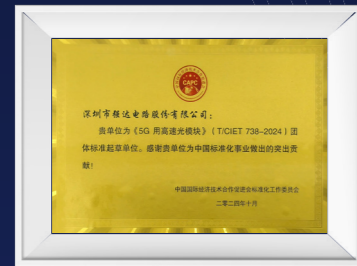 CAPC
深圳市强达电路股份有限公司：
贵单位为《5G 用高速光模块》（T/CIET 738–2024）团
体标准起草单位。感谢贵单位为中国标准化事业做出的突出贡
献！
中国国际经济技术合作促进会标准化工作委员会
二零二四年十月